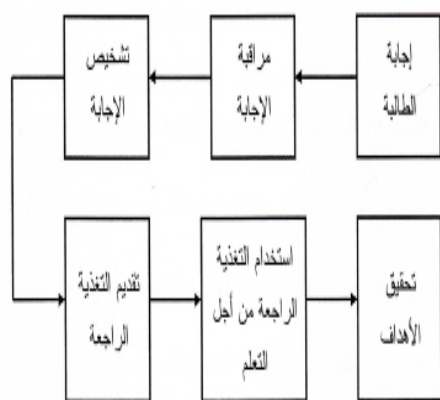 إجابة
الطالبة
مراقبة
الإجابة
تشخيص
الإجابة
تقديم التغذية
الراجعة
استخدام التغذية
الراجعة من أجل
التعلم
تحقيق
الأهداف